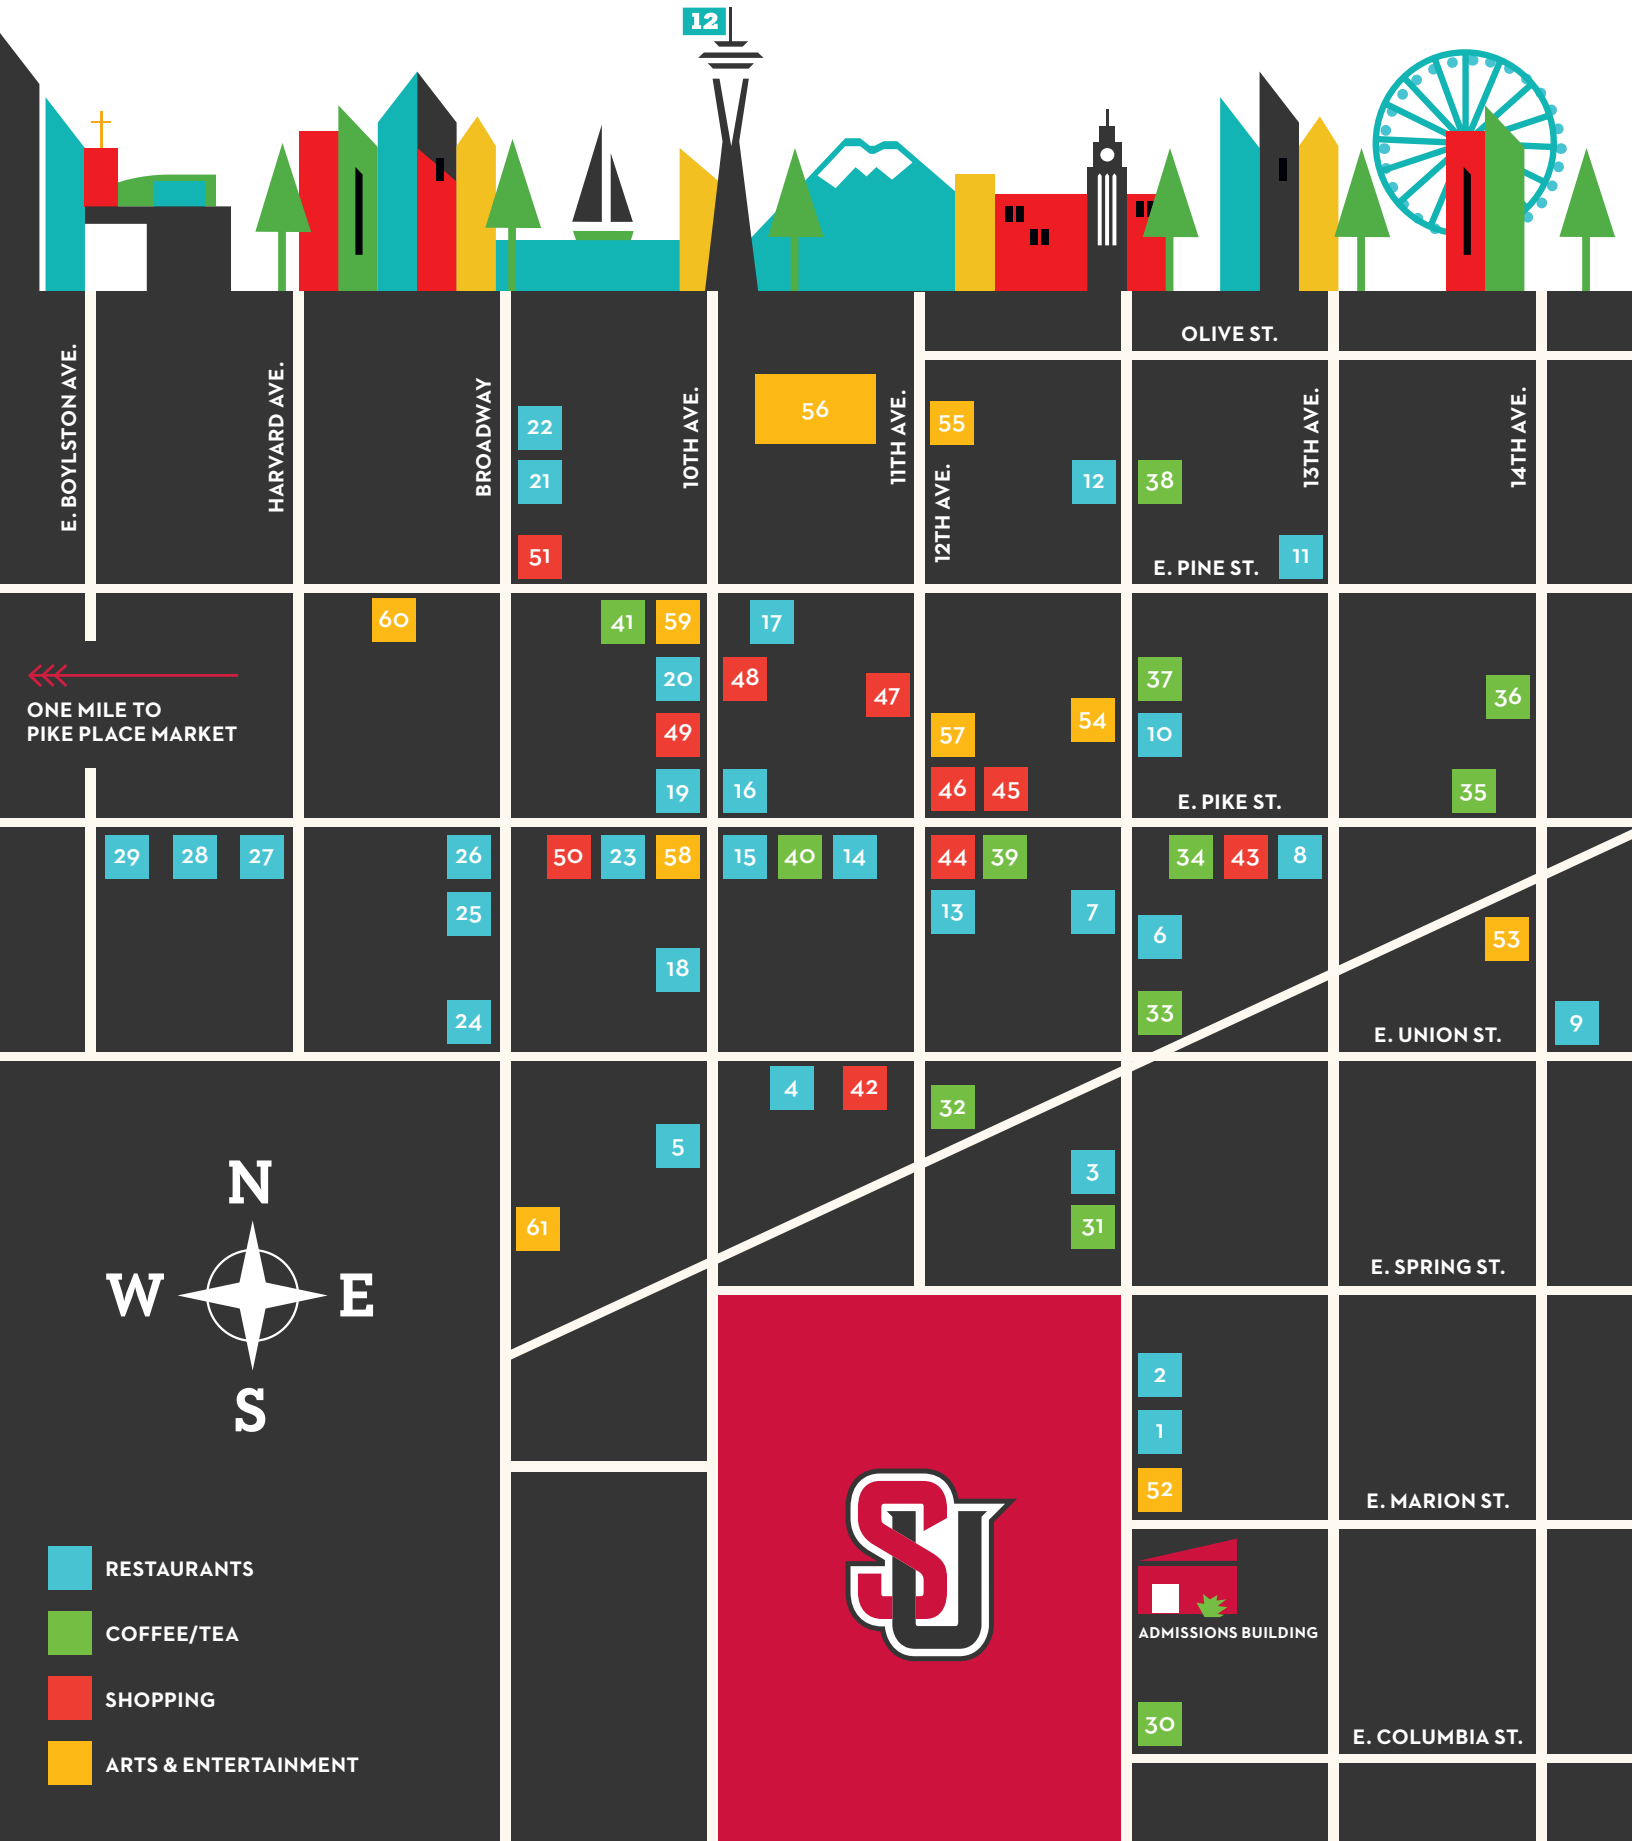 12
OLIVE ST.
E. BOYLSTON AVE.
HARVARD AVE.
BROADWAY
10TH AVE.
11TH AVE.
12TH AVE.
13TH AVE.
14TH AVE.
56
55
22
21
12
38
51
E. PINE ST.
11
60
41
59
17
20
48
47
37
36
ONE MILE TO
PIKE PLACE MARKET
49
57
54
10
19
16
46
45
E. PIKE ST.
35
29
28
27
26
50
23
58
15
40
14
44
39
34
43
8
25
13
7
6
53
18
24
33
E. UNION ST.
9
4
42
32
5
3
61
31
E. SPRING ST.
N
W
E
S
2
1
52
E. MARION ST.
SU
RESTAURANTS
COFFEE/TEA
SHOPPING
ARTS & ENTERTAINMENT
ADMISSIONS BUILDING
30
E. COLUMBIA ST.